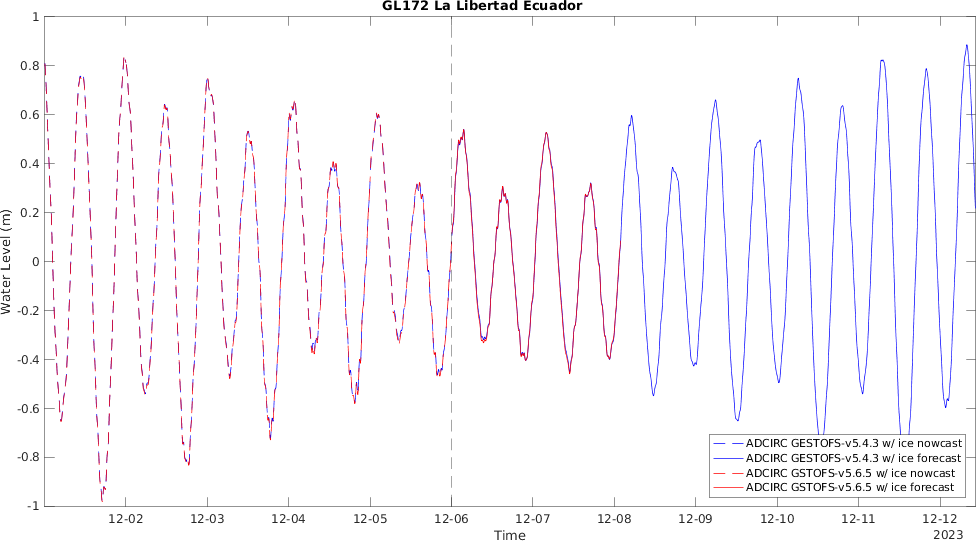 GL172 La Libertad Ecuador
1
0.8
0.6
0.4
0.2
0
-0.2
-0.4
-0.6
-0.8
-1
Water Level (m)
ADCIRC GESTOFS-v5.4.3 w/ ice nowcast
ADCIRC GESTOFS-v5.4.3 w/ ice forecast
ADCIRC GSTOFS-v5.6.5 w/ ice nowcast
ADCIRC GSTOFS-v5.6.5 w/ ice forecast
12-02 12-03 12-04 12-05 12-06 12-07 12-08 12-09 12-10 12-11 12-12
2023
Time